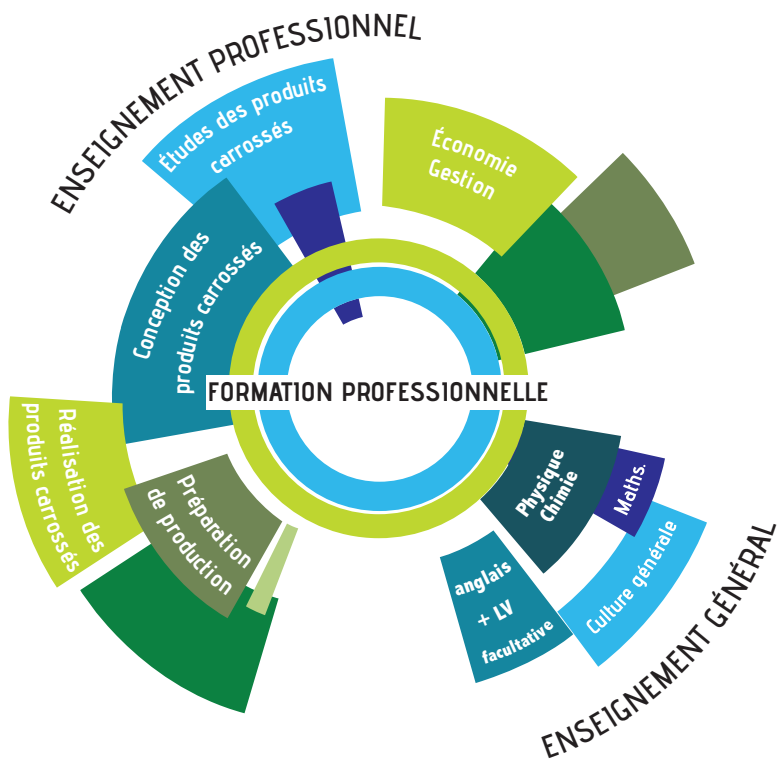 ENSEIGNEMENT PROFESSIONNEL
Études des produits
carrossés
Économie
Gestion
Conception des
produits carrossés
FORMATION PROFESSIONNELLE
Réalisation des
produits carrossés
Préparation
de production
Physique
Chimie
Maths.
Culture générale
anglais
+ LV
facultative
ENSEIGNEMENT GÉNÉRAL